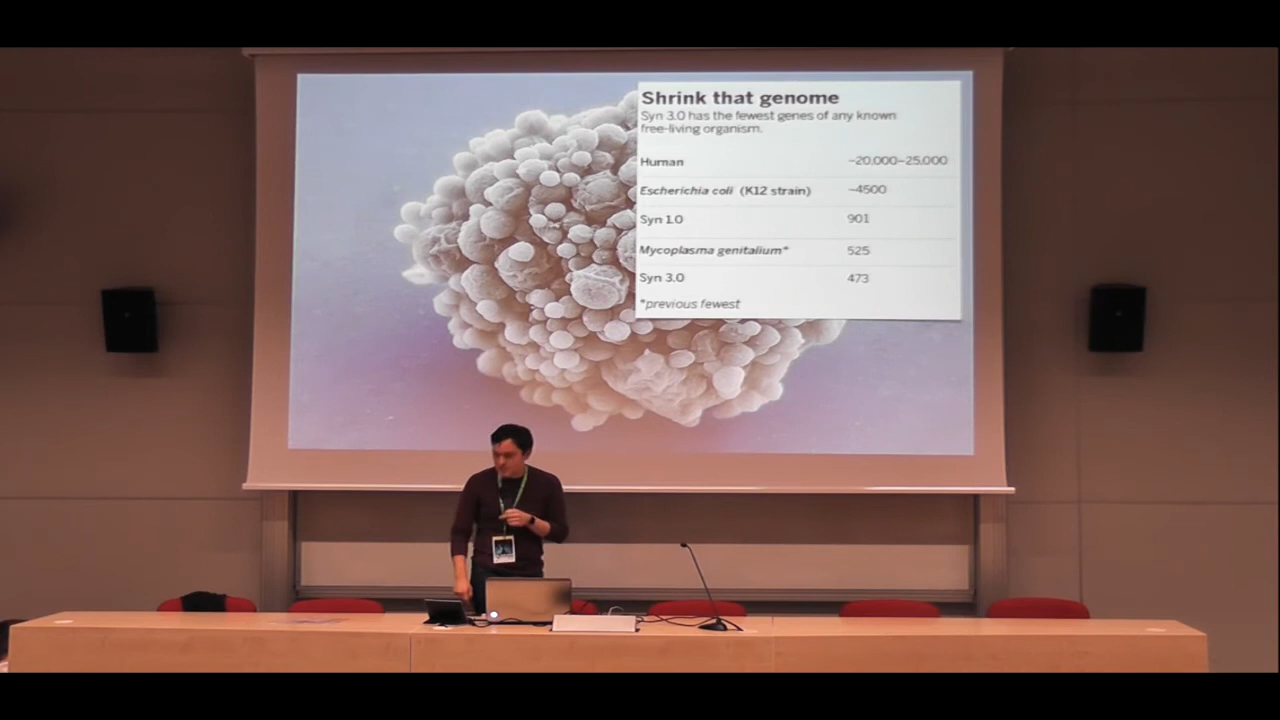 Shrink that genome
Syn 3.0 has the fewest genes of any known
free-living organism.
Human ~20.000–25.000
Escherichia coli (K12 strain) ~4500
Syn 1.0 901
Mycoplasma genitalium* 525
Syn 3.0 473
*previous fewest